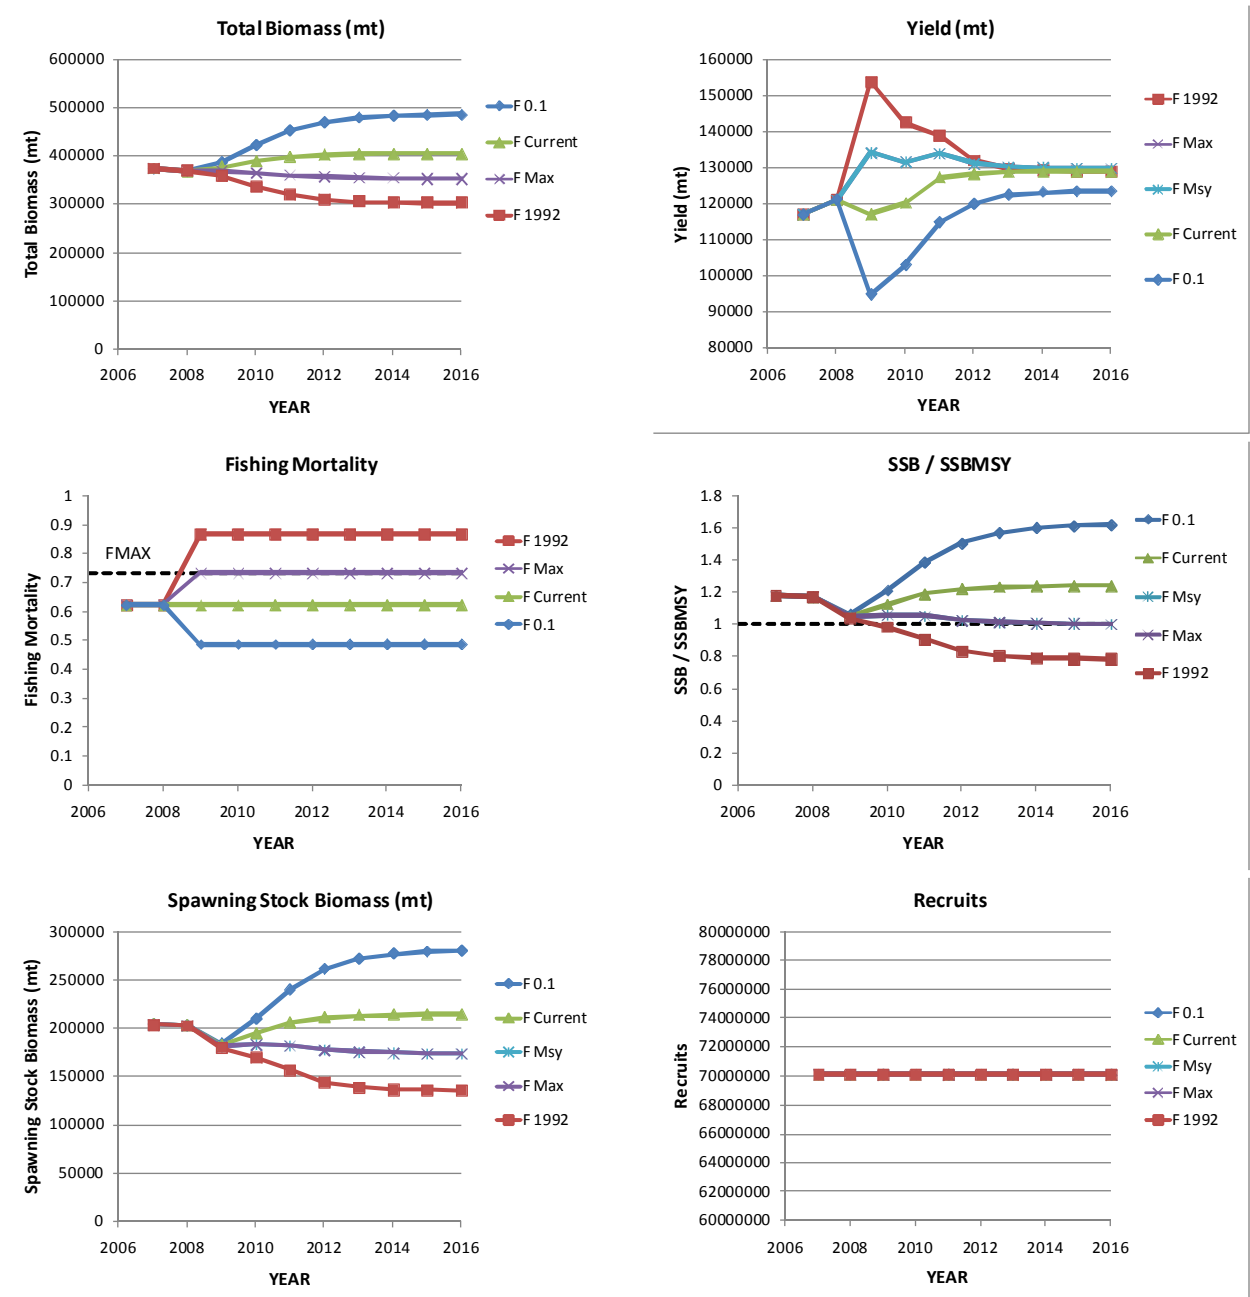 Total Biomass (mt)
600000
500000
400000
300000
200000
100000
0
2006 2008 2010 2012 2014 2016
Total Biomass (mt)
YEAR
F 0.1
F Current
F Max
F 1992
Yield (mt)
160000
150000
140000
130000
120000
110000
100000
90000
80000
2006 2008 2010 2012 2014 2016
Yield (mt)
YEAR
F 1992
F Max
F Msy
F Current
F 0.1
Fishing Mortality
1
0.9
0.8
0.7
0.6
0.5
0.4
0.3
0.2
0.1
0
2006 2008 2010 2012 2014 2016
Fishing Mortality
YEAR
FMAX
F 1992
F Max
F Current
F 0.1
SSB / SSBMSY
1.8
1.6
1.4
1.2
1
0.8
0.6
0.4
0.2
0
2006 2008 2010 2012 2014 2016
SSB / SSBMSY
YEAR
F 0.1
F Current
F Msy
F Max
F 1992
Spawning Stock Biomass (mt)
300000
250000
200000
150000
100000
50000
0
2006 2008 2010 2012 2014 2016
Spawning Stock Biomass (mt)
YEAR
F 0.1
F Current
F Msy
F Max
F 1992
Recruits
80000000
78000000
76000000
74000000
72000000
70000000
68000000
66000000
64000000
62000000
60000000
2006 2008 2010 2012 2014 2016
Recruits
YEAR
F 0.1
F Current
F Msy
F Max
F 1992